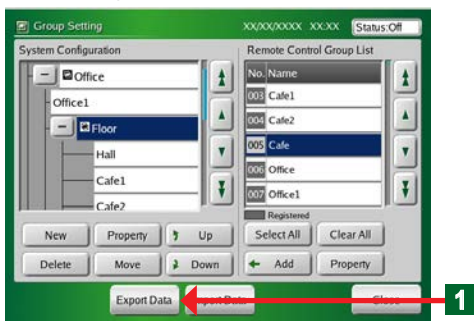 Group Setting XX/XX/XXXX XX:XX Status:Off
System Configuration
Office
Office1
Floor
Hall
Cafe1
Cafe2
New Property Up
Delete Move Down
Remote Control Group List
No. Name
003 Cafe1
004 Cafe2
005 Cafe
006 Office
007 Office1
Registered
Select All Clear All
Add Property
Export Data Data 1